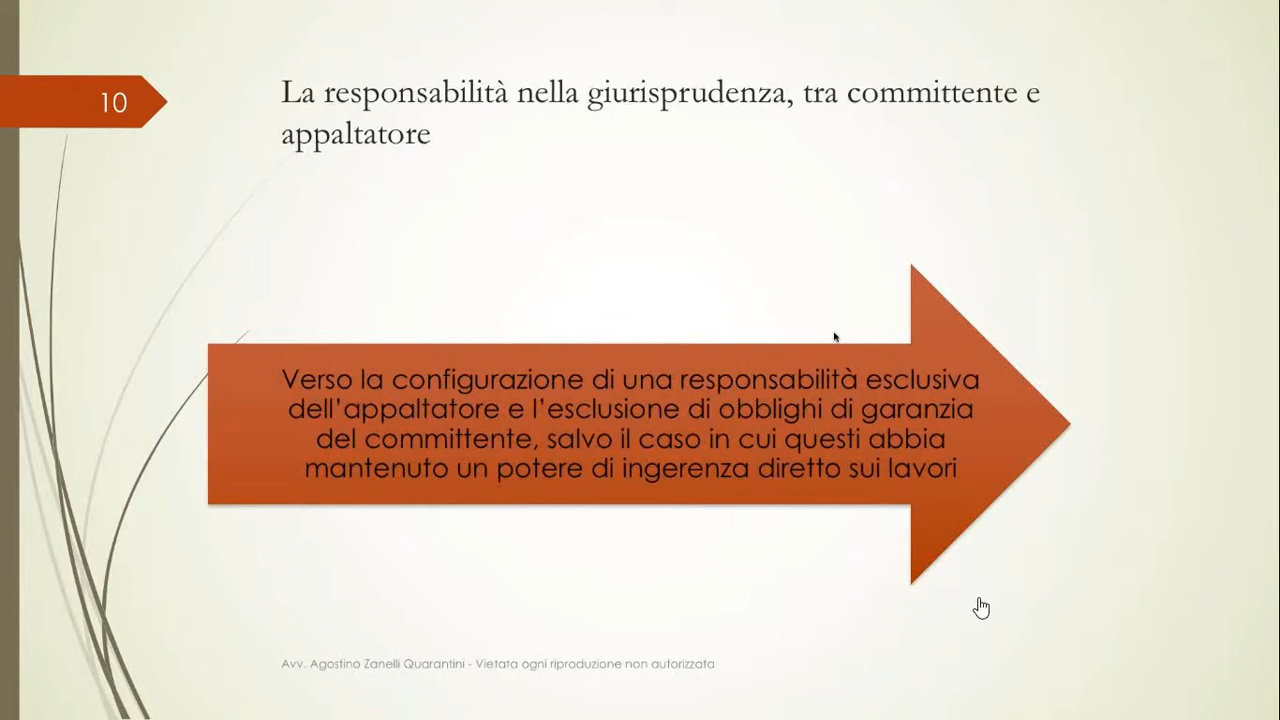 10
La responsabilità nella giurisprudenza, tra committente e
appaltatore
Verso la configurazione di una responsabilità esclusiva
dell’appaltatore e l’esclusione di obblighi di garanzia
del committente, salvo il caso in cui questi abbia
mantenuto un potere di ingerenza diretto sui lavori
Avv. Agostino Zanelli Quarantini - Vietata ogni riproduzione non autorizzata